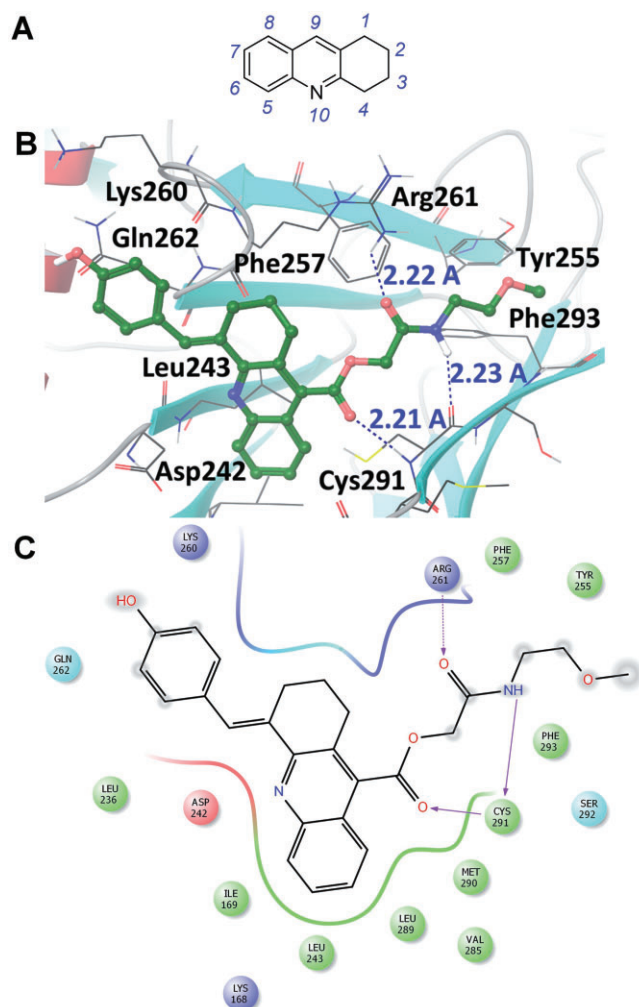 A
8
9
1
7
2
6
N
3
5
10
4
B
Lys260
Arg261
Gln262
Phe257
Tyr255
2.22 A
Phe293
Leu243
2.23 A
2.21 A
Asp242
Cys291
C
LYS
260
ARG
261
PHE
257
TYR
255
HO
GLN
262
O
NH
O
O
PHE
293
LEU
236
ASP
242
N
O
CYS
291
SER
292
ILE
169
MET
290
LEU
289
VAL
285
LEU
243
LYS
168